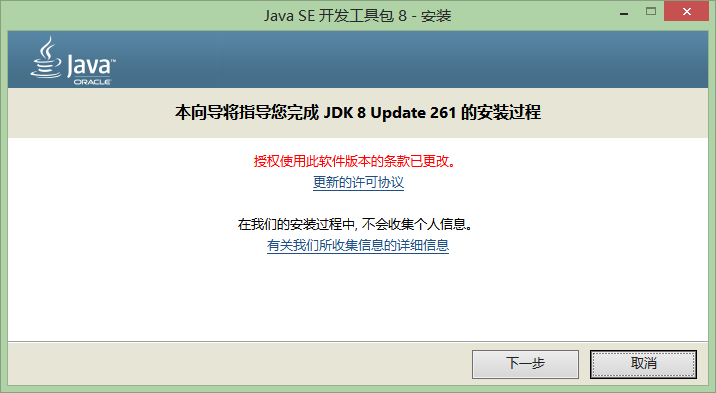 Java SE 开发工具包 8 - 安装
Java™
ORACLE
本向导将指导您完成 JDK 8 Update 261 的安装过程
授权使用此软件版本的条款已更改。
更新的许可协议
在我们的安装过程中, 不会收集个人信息。
有关我们所收集信息的详细信息
下一步
取消